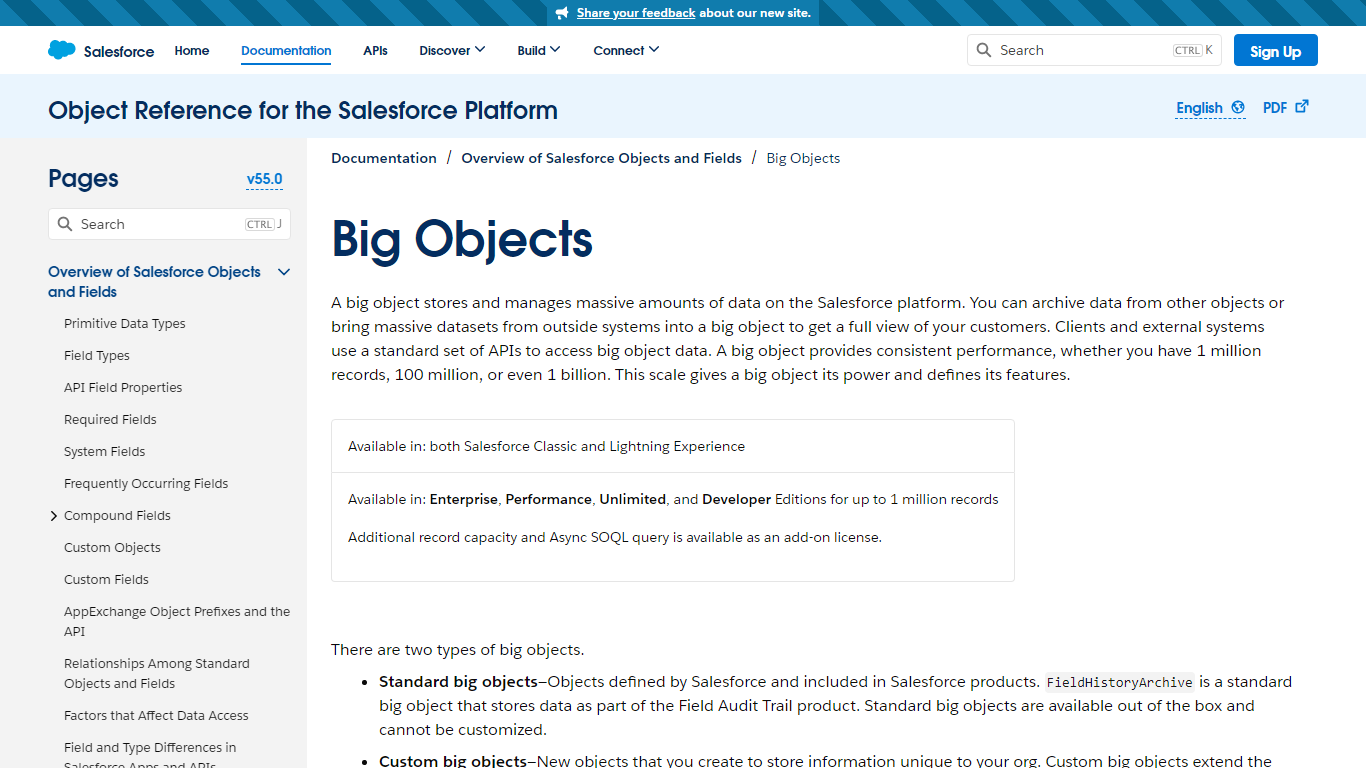 Share your feedback about our new site.
Salesforce Home Documentation APIs Discover Build Connect Search CTRL K Sign Up
Object Reference for the Salesforce Platform English PDF
Documentation / Overview of Salesforce Objects and Fields / Big Objects
Pages v55.0
Search CTRL J
Overview of Salesforce Objects
and Fields
Primitive Data Types
Field Types
API Field Properties
Required Fields
System Fields
Frequently Occurring Fields
Compound Fields
Custom Objects
Custom Fields
AppExchange Object Prefixes and the
API
Relationships Among Standard
Objects and Fields
Factors that Affect Data Access
Field and Type Differences in
Salesforce Apps and APIs
Big Objects
A big object stores and manages massive amounts of data on the Salesforce platform. You can archive data from other objects or
bring massive datasets from outside systems into a big object to get a full view of your customers. Clients and external systems
use a standard set of APIs to access big object data. A big object provides consistent performance, whether you have 1 million
records, 100 million, or even 1 billion. This scale gives a big object its power and defines its features.
Available in: both Salesforce Classic and Lightning Experience
Available in: Enterprise, Performance, Unlimited, and Developer Editions for up to 1 million records
Additional record capacity and Async SOQL query is available as an add-on license.
There are two types of big objects.
• Standard big objects—Objects defined by Salesforce and included in Salesforce products. FieldHistoryArchive is a standard
big object that stores data as part of the Field Audit Trail product. Standard big objects are available out of the box and
cannot be customized.
• Custom big objects—New objects that you create to store information unique to your org. Custom big objects extend the